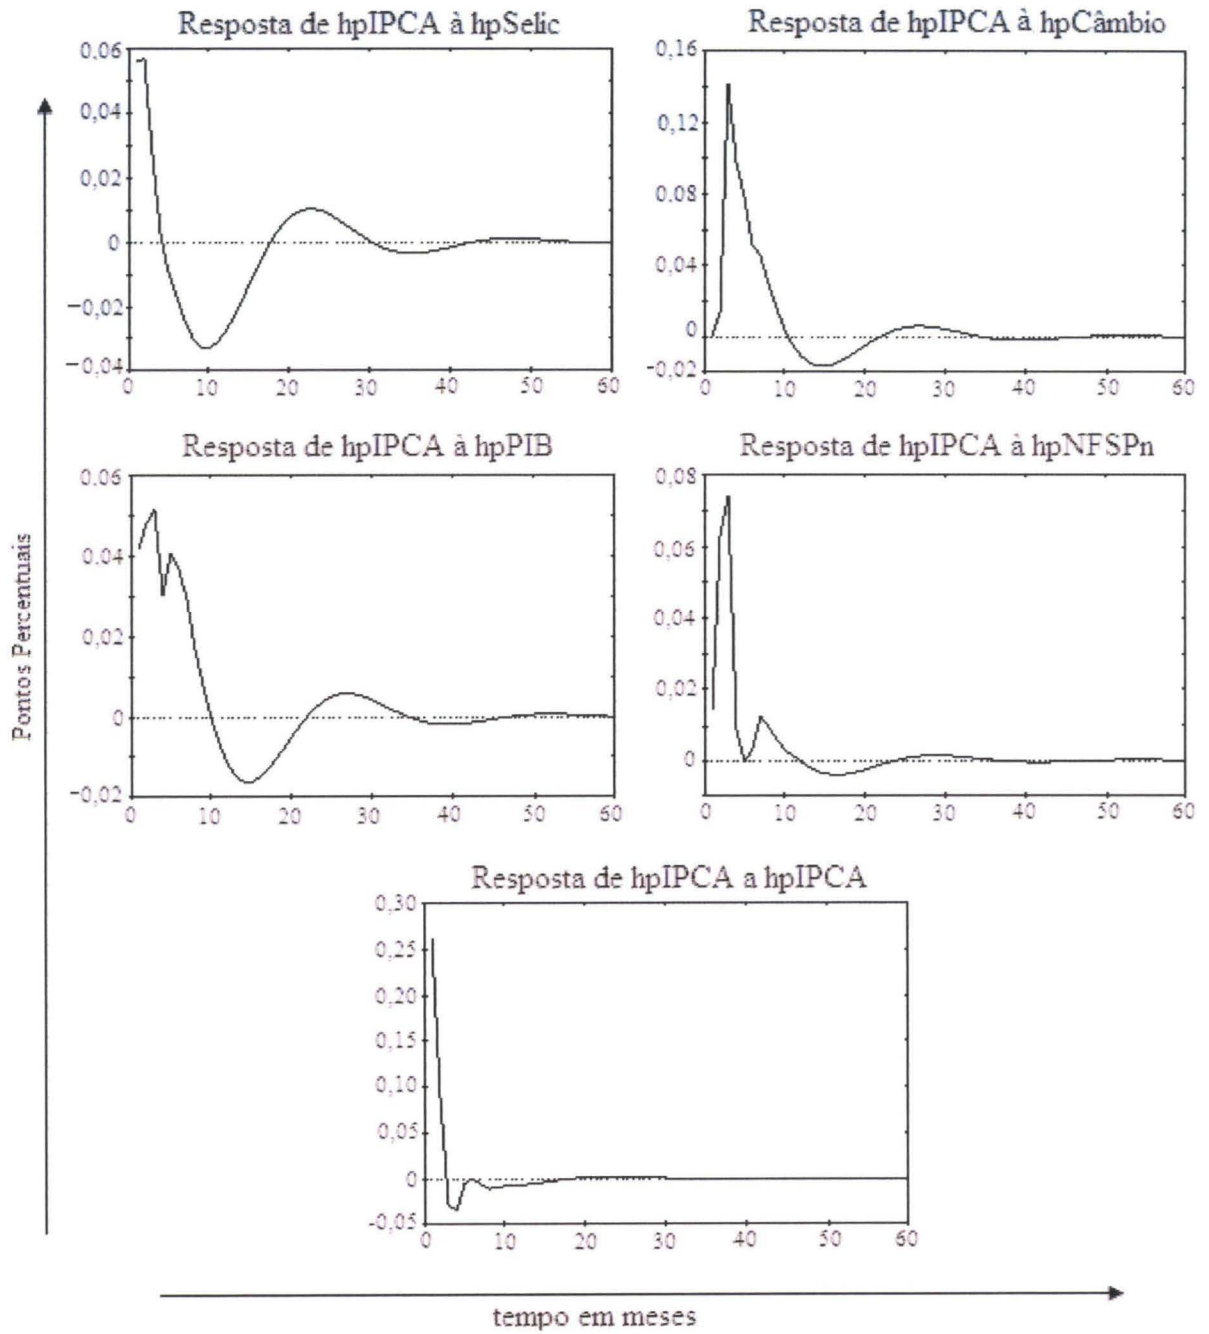 Resposta de hpIPCA à hpSelic
0,06
0,04
0,02
0
−0,02
−0,04
0 10 20 30 40 50 60
Resposta de hpIPCA à hpCâmbio
0,16
0,12
0,08
0,04
0
-0,02
0 10 20 30 40 50 60
Resposta de hpIPCA à hpPIB
0,06
0,04
0,02
0
−0,02
0 10 20 30 40 50 60
Resposta de hpIPCA à hpNFSPn
0,08
0,06
0,04
0,02
0
0 10 20 30 40 50 60
Resposta de hpIPCA a hpIPCA
0,30
0,25
0,20
0,15
0,10
0,05
0
-0,05
0 10 20 30 40 50 60
Pontos Percentuais
tempo em meses